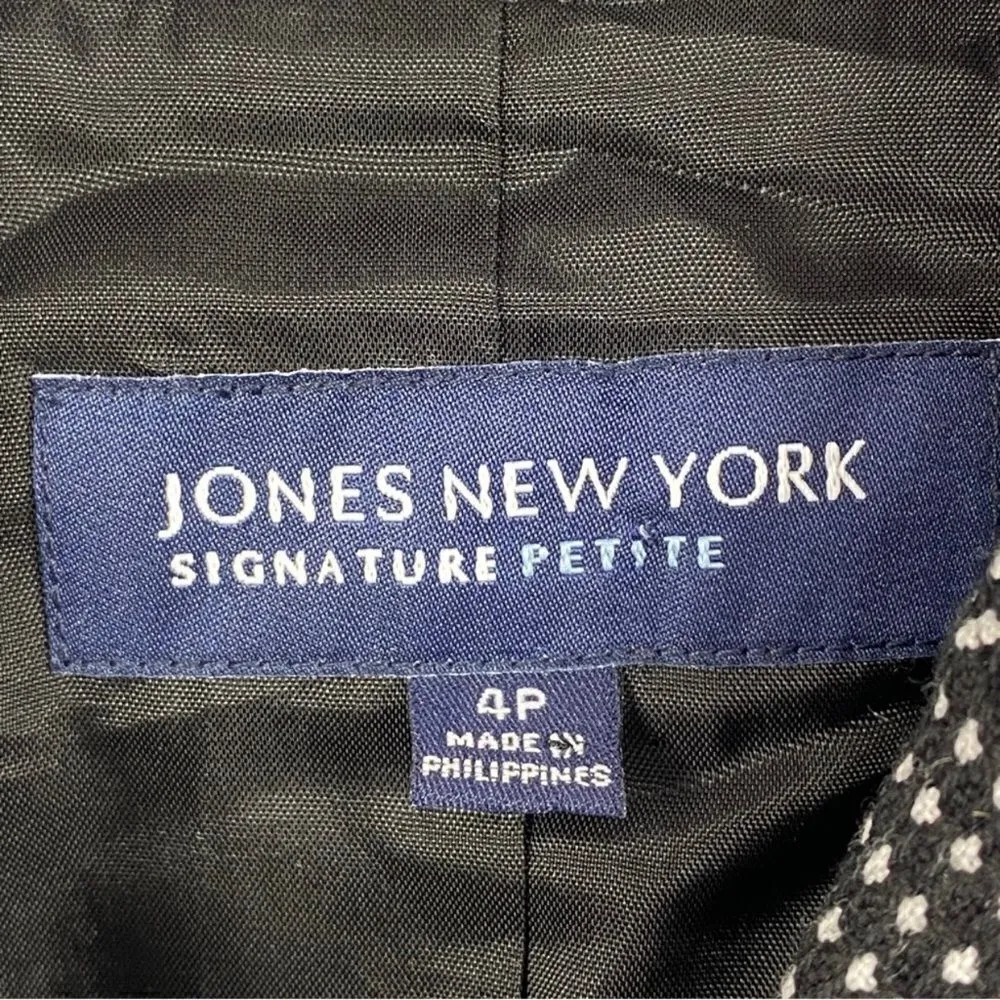 JONES NEW YORK
SIGNATURE PETITE
4P
MADE IN
PHILIPPINES